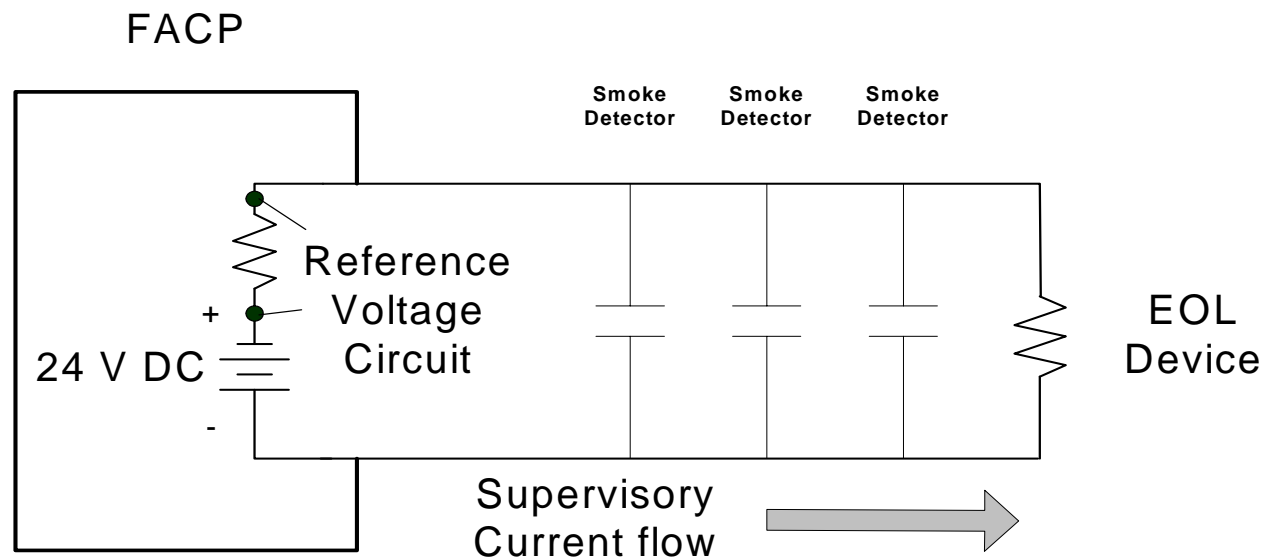 FACP
Smoke
Detector
Smoke
Detector
Smoke
Detector
Reference
Voltage
Circuit
+
24 V DC
-
EOL
Device
Supervisory
Current flow